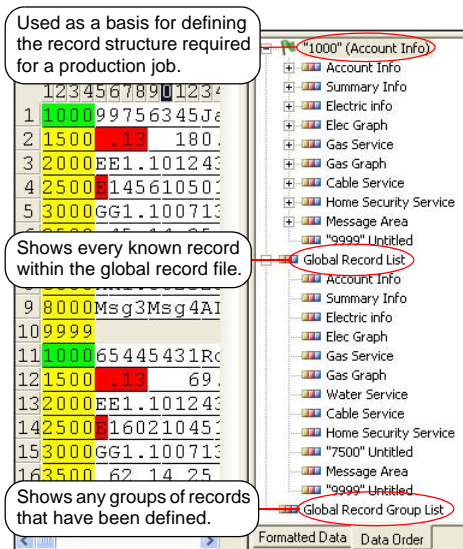 Used as a basis for defining
the record structure required
for a production job.
"1000" (Account Info)
Account Info
Summary Info
Electric info
Elec Graph
Gas Service
Gas Graph
Cable Service
Home Security Service
Message Area
"9999" Untitled
Global Record List
Account Info
Summary Info
Electric info
Elec Graph
Gas Service
Gas Graph
Water Service
Cable Service
Home Security Service
"7500" Untitled
Message Area
"9999" Untitled
Global Record Group List
Formatted Data Data Order
12345678901234
1 100099756345Ja
2 1500 .13 180.
3 2000EE1.101243
4 2500E145610501
5 3000GG1.100713
Shows every known record
within the global record file.
9 8000Msg3Msg4AI
10 9999
11 100065445431Ro
12 1500 .13 69.
13 2000EE1.101243
14 2500E160210451
15 3000GG1.100713
16 3500 62 14 25
Shows any groups of records
that have been defined.